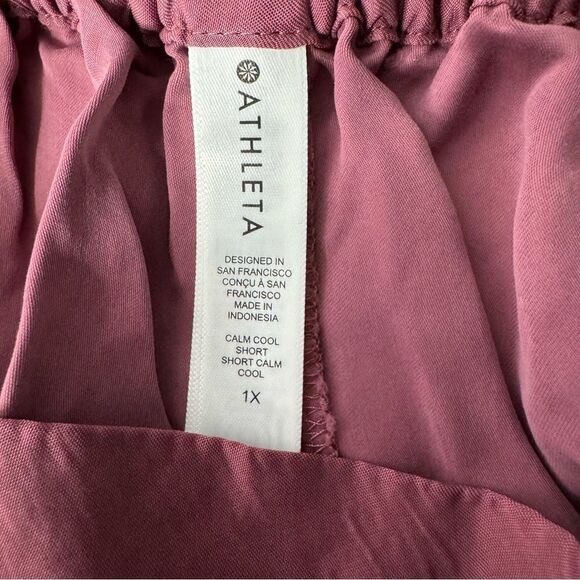 ATHLETA
DESIGNED IN
SAN FRANCISCO
CONÇU À SAN
FRANCISCO
MADE IN
INDONESIA
CALM COOL
SHORT
SHORT CALM
COOL
1X